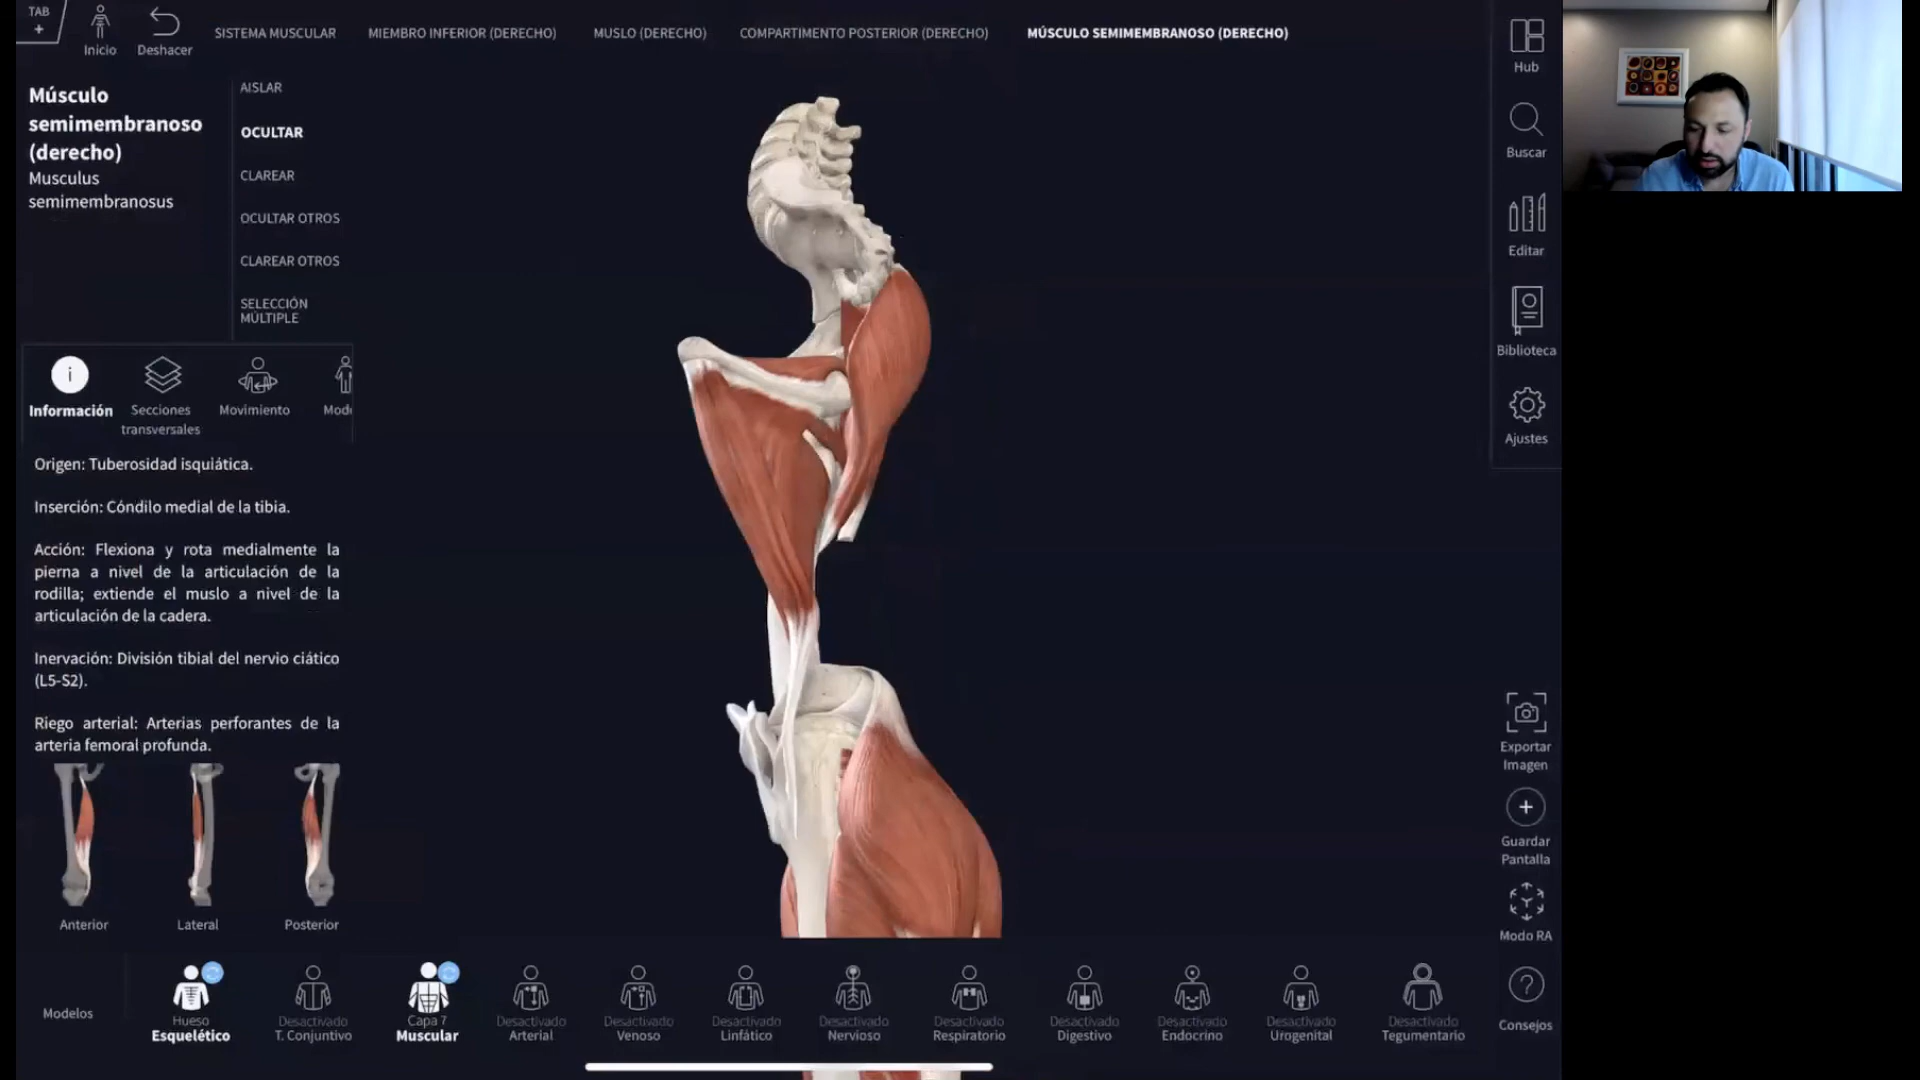 TAB
+
Inicio
Deshacer
SISTEMA MUSCULAR
MIEMBRO INFERIOR (DERECHO)
MUSLO (DERECHO)
COMPARTIMENTO POSTERIOR (DERECHO)
MÚSCULO SEMIMEMBRANOSO (DERECHO)
Músculo
semimembranoso
(derecho)
Musculus
semimembranosus
AISLAR
OCULTAR
CLAREAR
OCULTAR OTROS
CLAREAR OTROS
SELECCIÓN
MÚLTIPLE
i
Información
Secciones
transversales
Movimiento
Mod
Origen: Tuberosidad isquiática.
Inserción: Cóndilo medial de la tibia.
Acción: Flexiona y rota medialmente la
pierna a nivel de la articulación de la
rodilla; extiende el muslo a nivel de la
articulación de la cadera.
Inervación: División tibial del nervio ciático
(L5-S2).
Riego arterial: Arterias perforantes de la
arteria femoral profunda.
Anterior
Lateral
Posterior
Modelos
Hueso
Esquelético
Desactivado
T. Conjuntivo
Capa 7
Muscular
Desactivado
Arterial
Desactivado
Venoso
Desactivado
Linfático
Desactivado
Nervioso
Desactivado
Respiratorio
Desactivado
Digestivo
Desactivado
Endocrino
Desactivado
Urogenital
Desactivado
Tegumentario
Hub
Buscar
Editar
Biblioteca
Ajustes
Exportar
Imagen
+
Guardar
Pantalla
Modo RA
?
Consejos